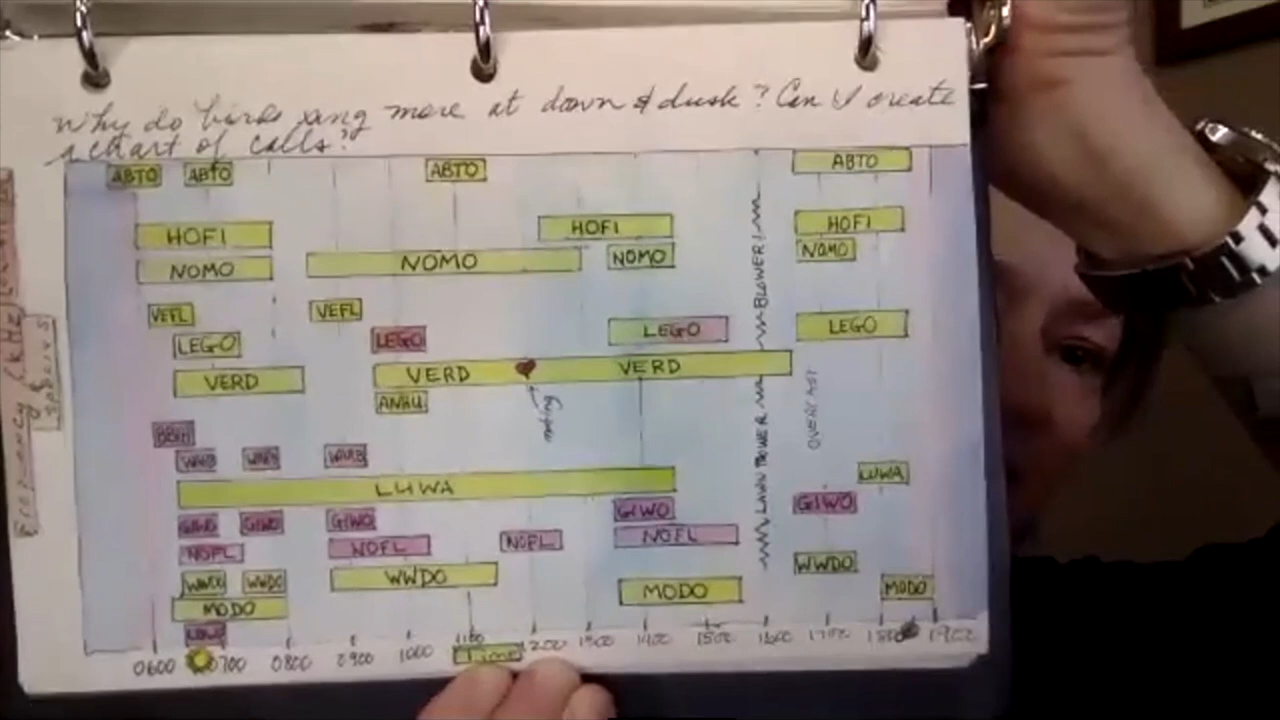 Why do birds sing more at dawn & dusk? Can I create
a chart of calls?
ABTO ABTO ABTO ABTO
HOFI HOFI HOFI
NOMO NOMO NOMO NOMO
VEFL VEFL
LEGO LEGO LEGO LEGO
VERD VERD VERD
ANHU
LUWA LUWA
GIWO GIWO GIWO GIWO GIWO
NOFL NOFL NOFL NOFL
WWDO WWDO WWDO WWDO
MODO MODO MODO
LAWN MOWER & BLOWER!
OVERCAST
Frequency (kHz)
& Species
0600 0700 0800 0900 1000 1100 1200 1300 1400 1500 1600 1700 1800 1900
Time